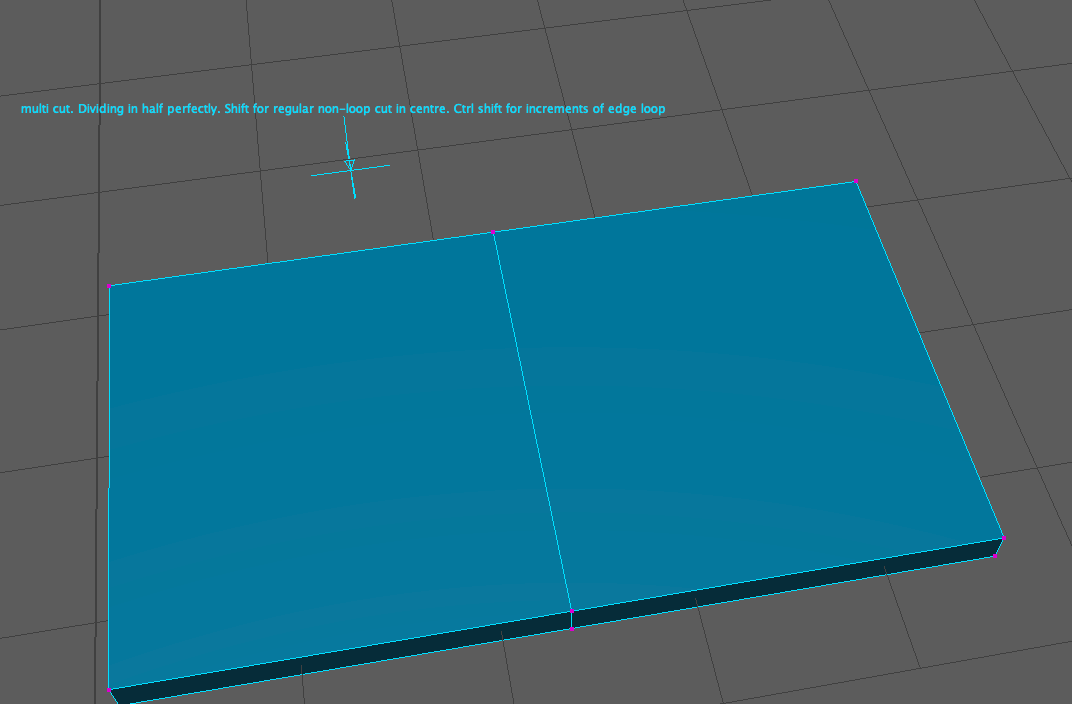 multi cut. Dividing in half perfectly. Shift for regular non-loop cut in centre. Ctrl shift for increments of edge loop